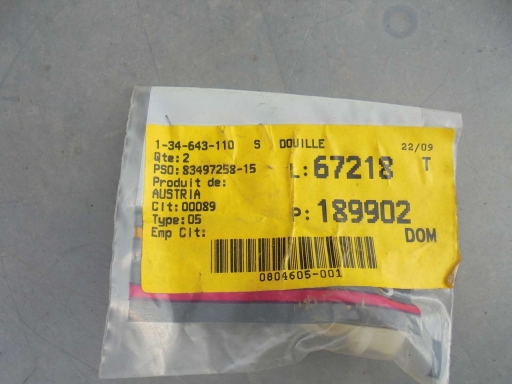 1-34-643-110 S DOUILLE 22/09
Qte:2
PSO:83497258-15 L:67218 T
Produit de:
AUSTRIA
Clt:00089 P:189902
Type:05
Emp Clt: DOM
0804605-001